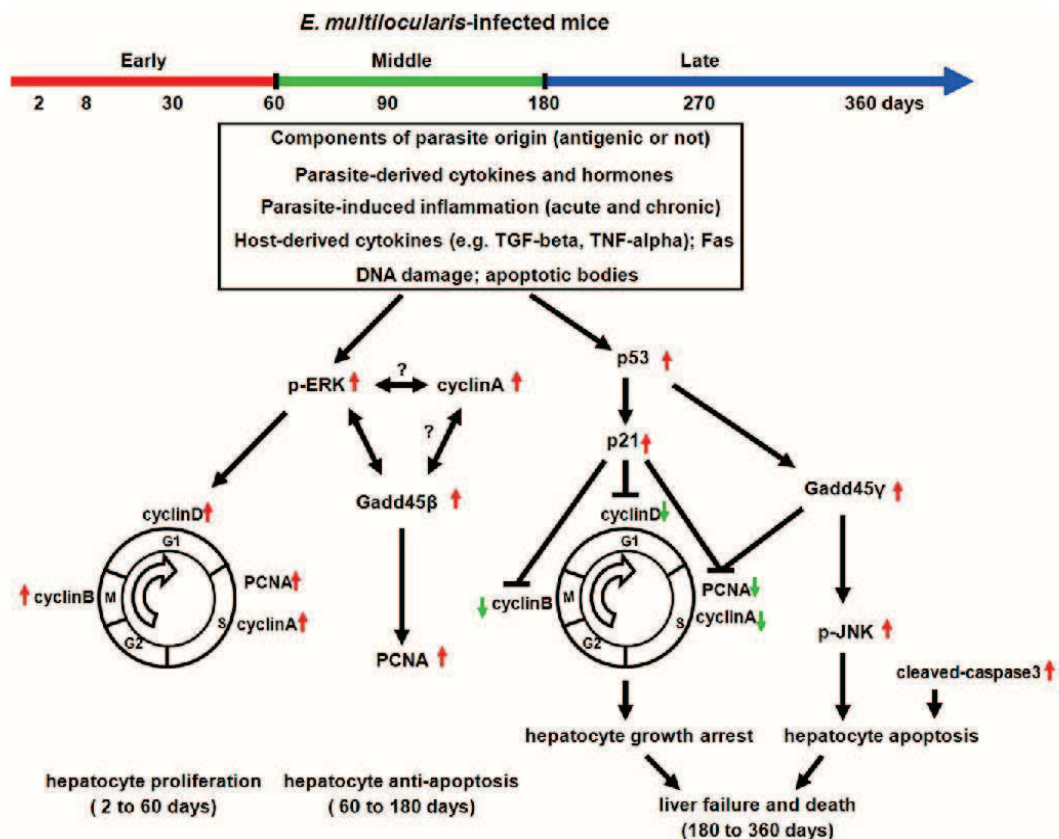 E. multilocularis-infected mice
Early Middle Late
2 8 30 60 90 180 270 360 days
Components of parasite origin (antigenic or not)
Parasite-derived cytokines and hormones
Parasite-induced inflammation (acute and chronic)
Host-derived cytokines (e.g. TGF-beta, TNF-alpha); Fas
DNA damage; apoptotic bodies
p-ERK ? cyclinA
?
Gadd45β
PCNA
cyclinD
G1
cyclinB M PCNA
S cyclinA
G2
p53
p21
Gadd45γ
cyclinD
G1
cyclinB M PCNA
S cyclinA
G2
p-JNK
cleaved-caspase3
hepatocyte growth arrest hepatocyte apoptosis
hepatocyte proliferation
( 2 to 60 days)
hepatocyte anti-apoptosis
( 60 to 180 days)
liver failure and death
(180 to 360 days)